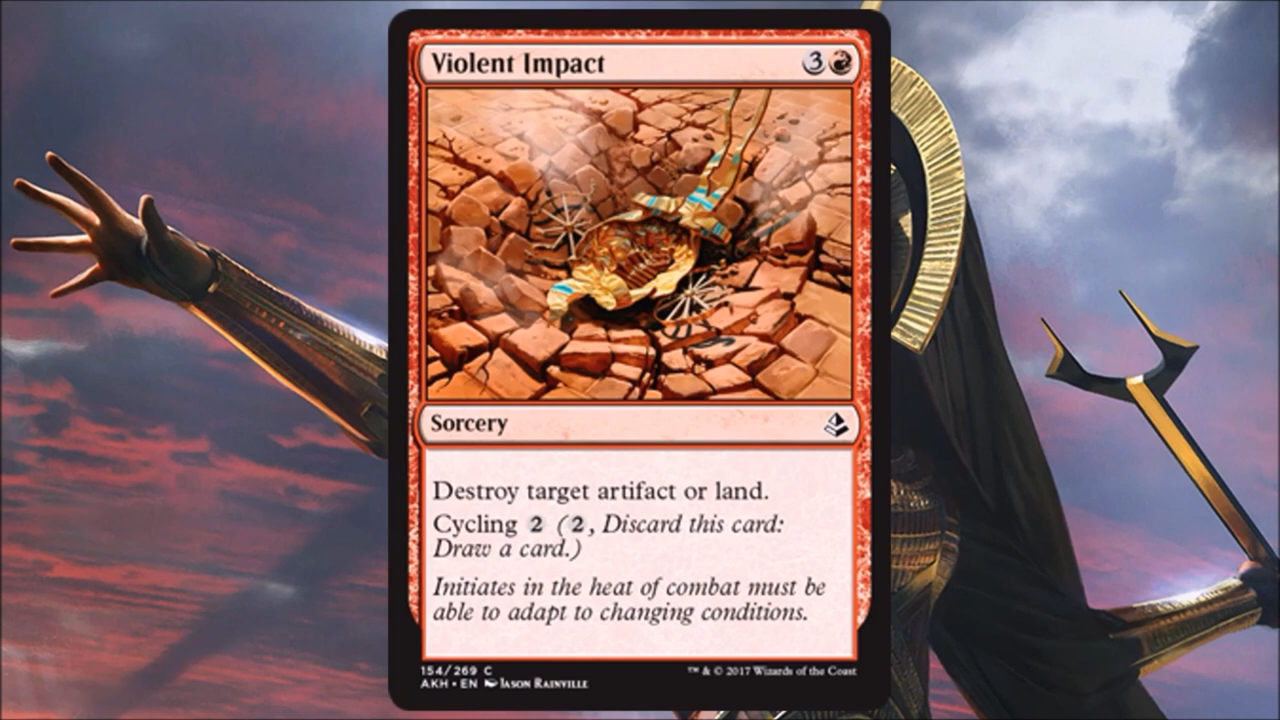 Violent Impact 3
Sorcery
Destroy target artifact or land.
Cycling 2 (2, Discard this card:
Draw a card.)
Initiates in the heat of combat must be
able to adapt to changing conditions.
154/269 C
™ & © 2017 Wizards of the Coast
AKH • EN Jason Rainville